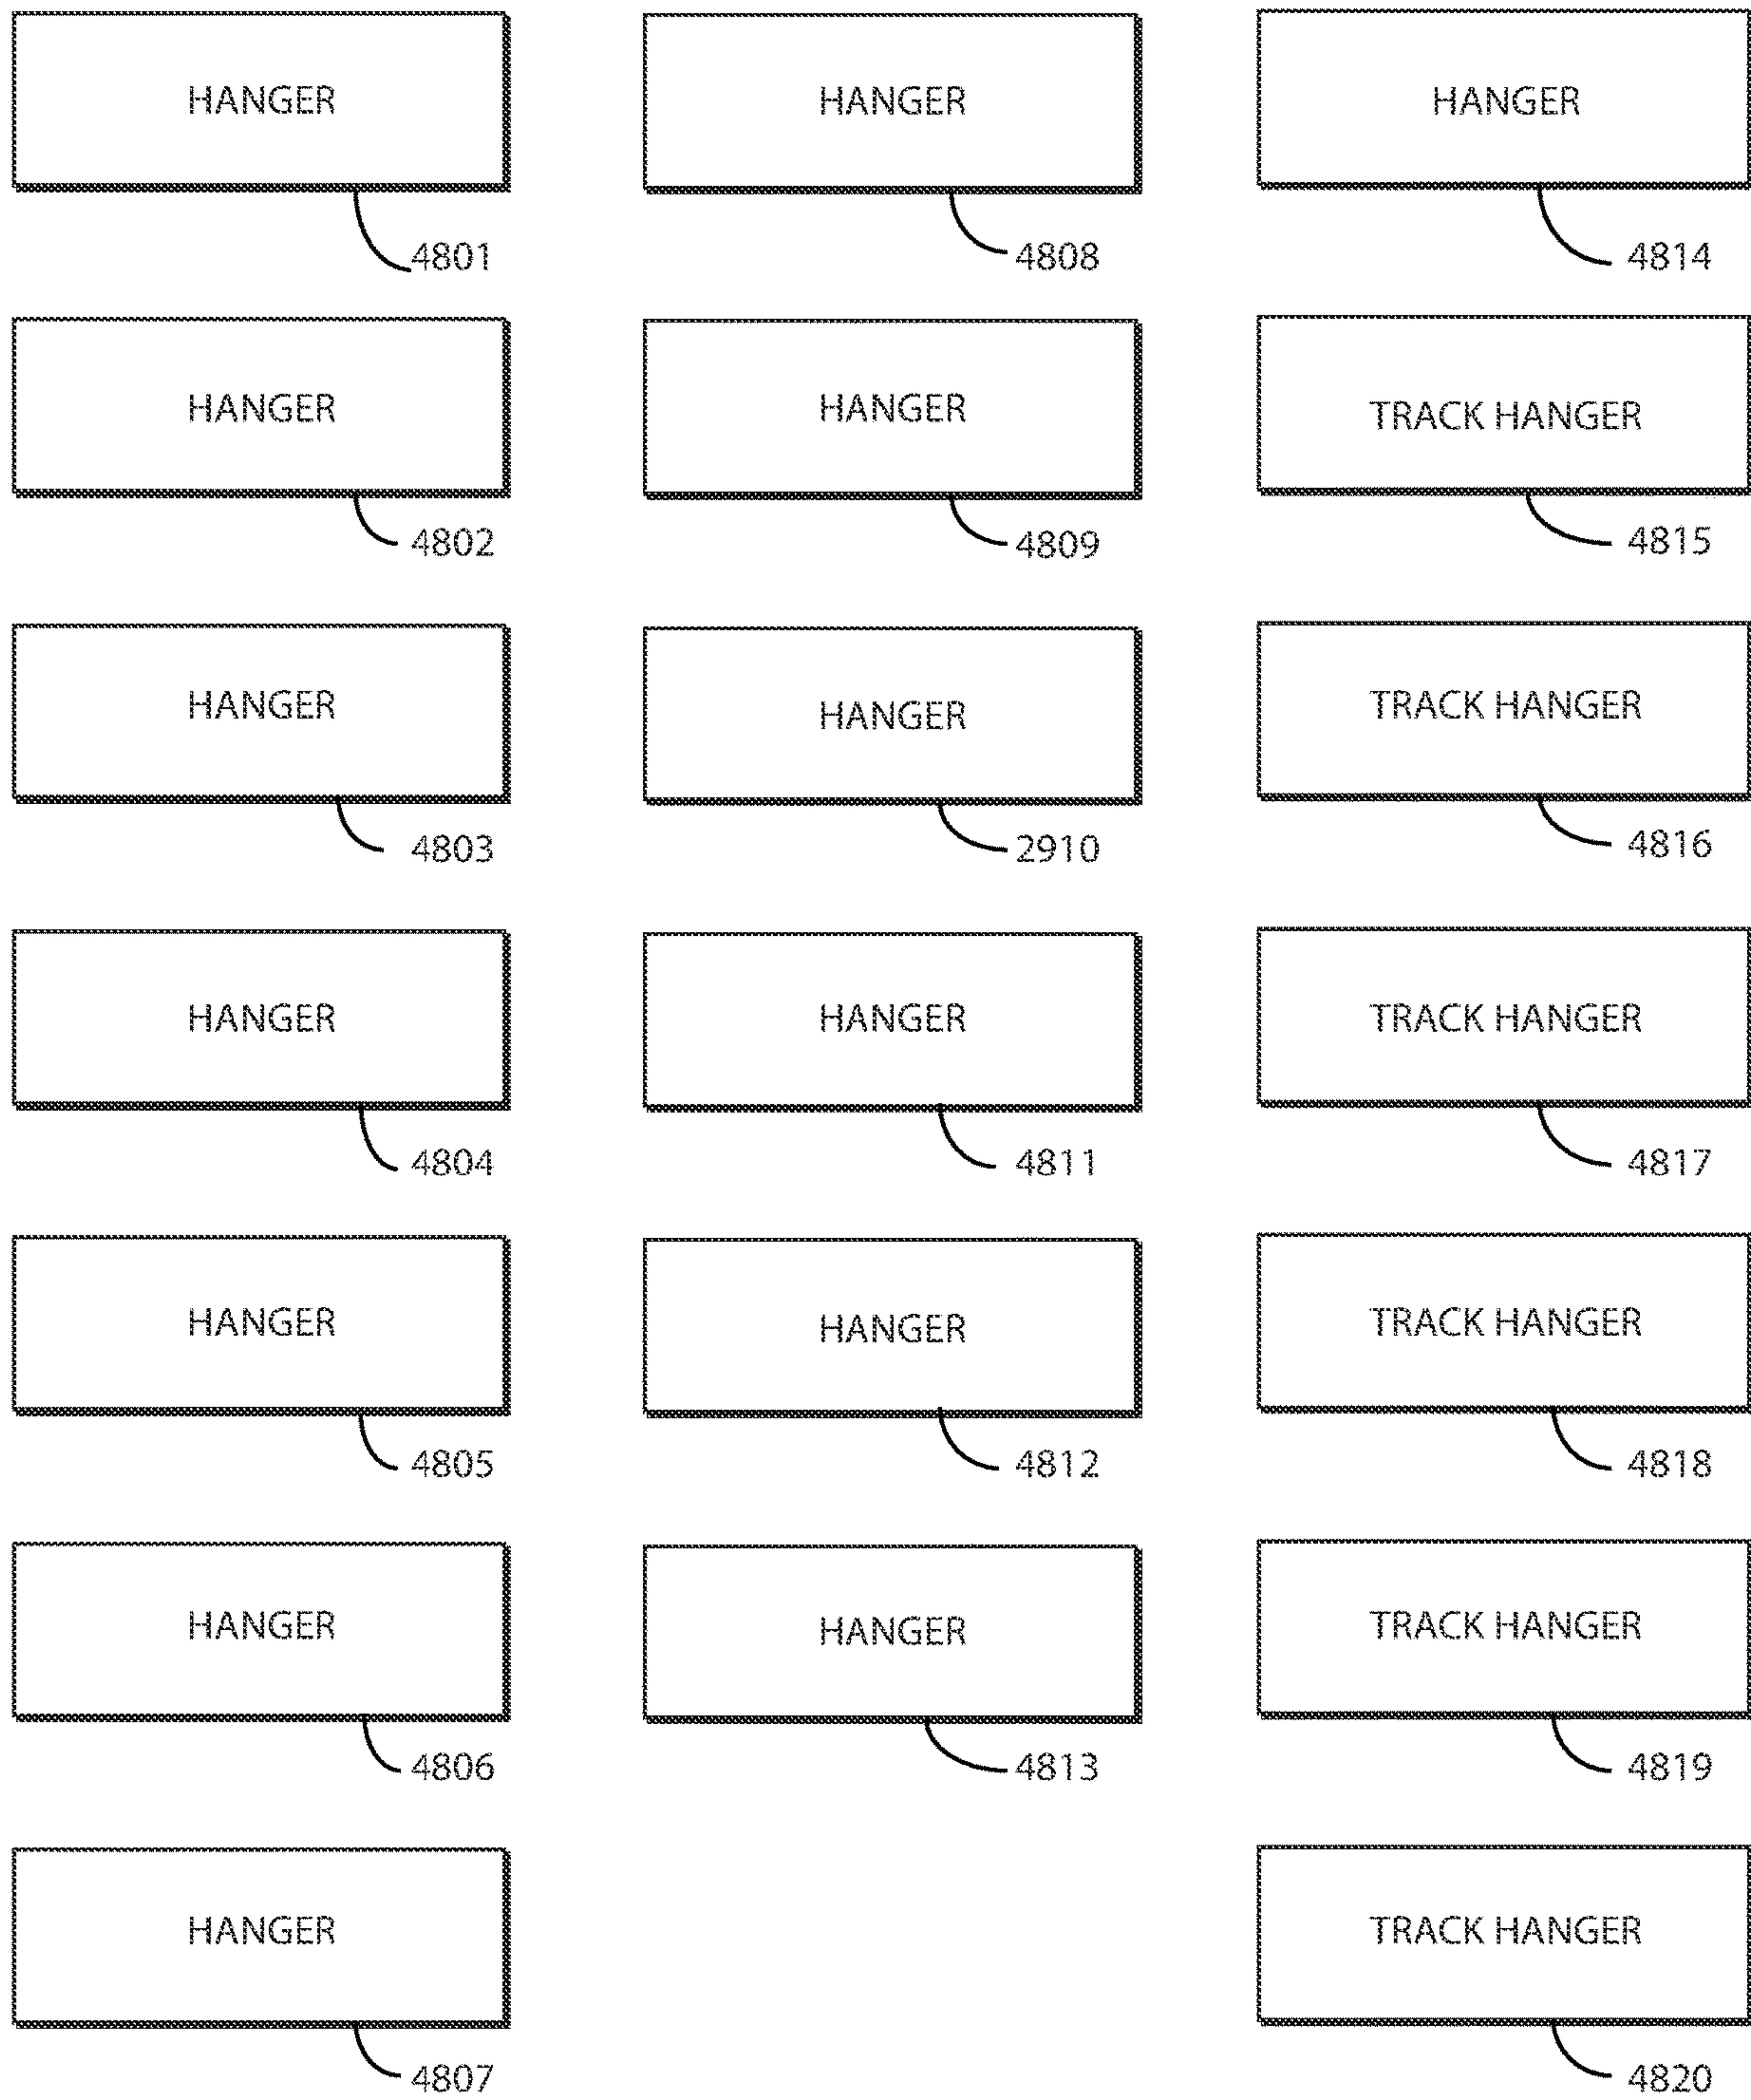 HANGER
4801
HANGER
4802
HANGER
4803
HANGER
4804
HANGER
4805
HANGER
4806
HANGER
4807
HANGER
4808
HANGER
4809
HANGER
2910
HANGER
4811
HANGER
4812
HANGER
4813
HANGER
4814
TRACK HANGER
4815
TRACK HANGER
4816
TRACK HANGER
4817
TRACK HANGER
4818
TRACK HANGER
4819
TRACK HANGER
4820